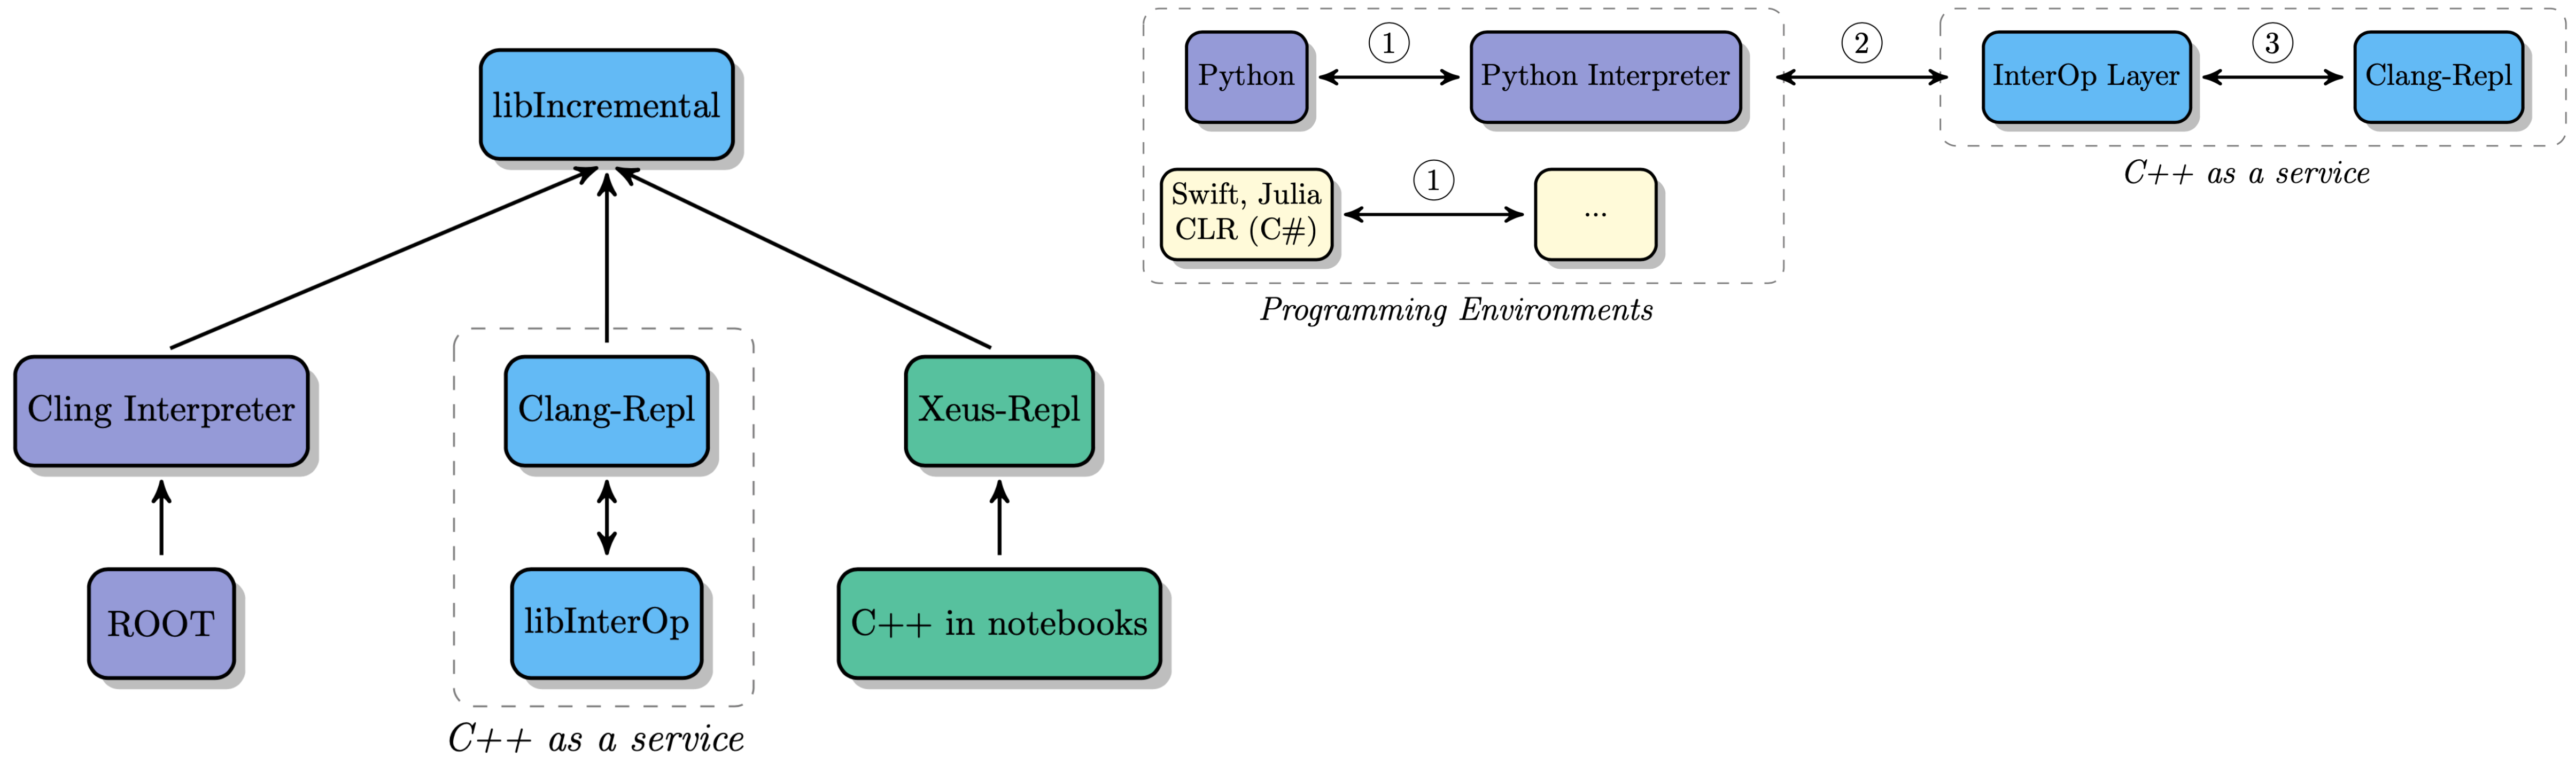 libIncremental
Cling Interpreter
Clang-Repl
Xeus-Repl
ROOT
libInterOp
C++ in notebooks
C++ as a service
1
2
3
Python
Python Interpreter
InterOp Layer
Clang-Repl
C++ as a service
1
Swift, Julia
CLR (C#)
...
Programming Environments